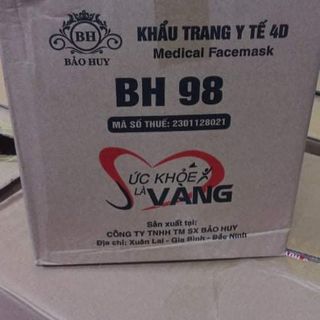 BH
BẢO HUY
KHẨU TRANG Y TẾ 4D
Medical Facemask
BH 98
MÃ SỐ THUẾ: 2301128021
SỨC KHỎE
LÀ VÀNG
Sản xuất tại:
CÔNG TY TNHH TM SX BẢO HUY
Địa chỉ: Xuân Lai - Gia Bình - Bắc Ninh